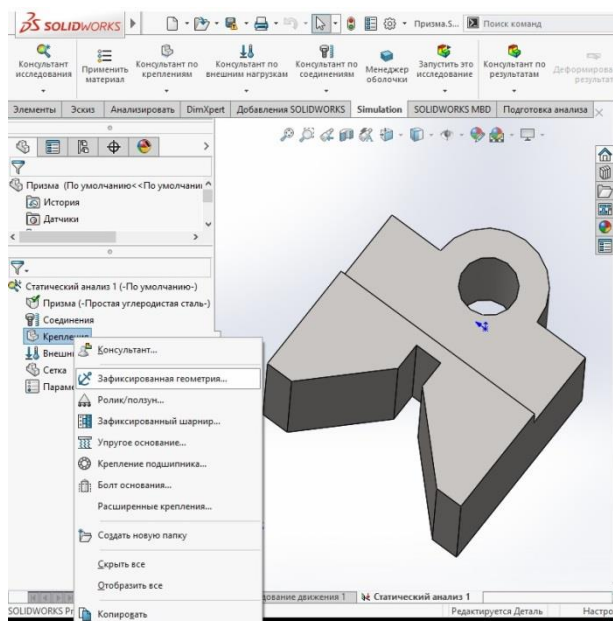 SOLIDWORKS
Призма.S...
Поиск команд
Консультант исследования
Применить материал
Консультант по креплениям
Консультант по внешним нагрузкам
Консультант по соединениям
Менеджер оболочки
Запустить это исследование
Консультант по результатам
Элементы Эскиз Анализировать DimXpert Добавления SOLIDWORKS Simulation SOLIDWORKS MBD Подготовка анализа
Призма (По умолчанию<<По умолчани
История
Датчики
Статический анализ 1 (-По умолчанию-)
Призма (-Простая углеродистая сталь-)
Соединения
Крепления
Внешн
Сетка
Парам
Консультант...
Зафиксированная геометрия...
Ролик/ползун...
Зафиксированный шарнир...
Упругое основание...
Крепление подшипника...
Болт основания...
Расширенные крепления...
Создать новую папку
Скрыть все
Отобразить все
Копировать
дование движения 1 Статический анализ 1
SOLIDWORKS Pr
Редактируется Деталь
Настро